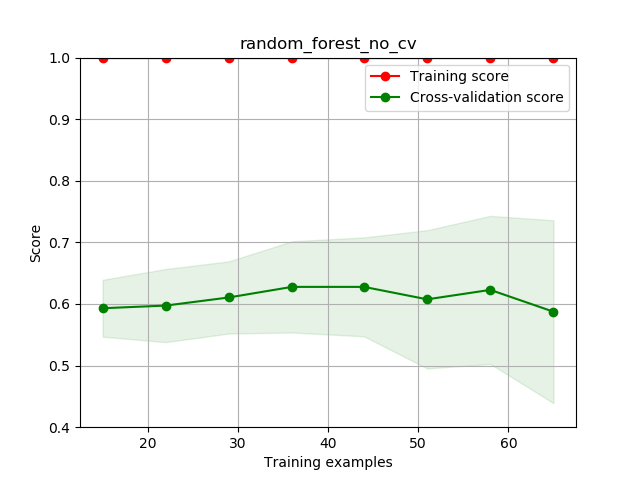 random_forest_no_cv
1.0
0.9
0.8
0.7
0.6
0.5
0.4
Score
Training score
Cross-validation score
20 30 40 50 60
Training examples